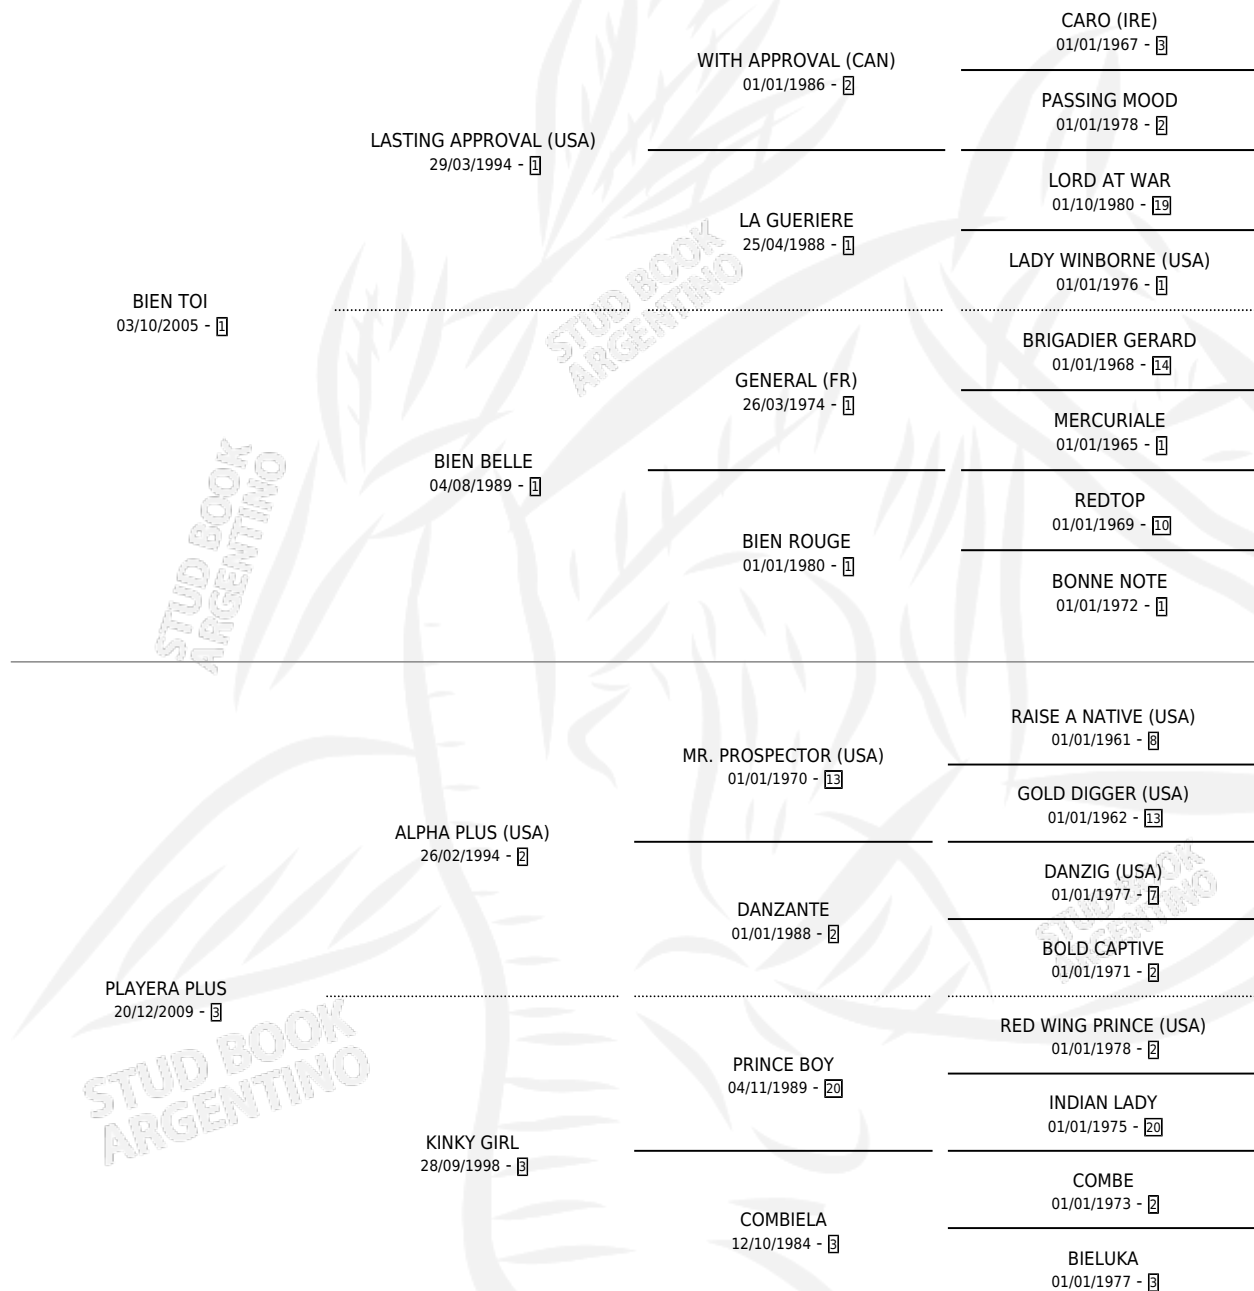 CARO (IRE)
01/01/1967 - 3
WITH APPROVAL (CAN)
01/01/1986 - 2
PASSING MOOD
01/01/1978 - 2
LASTING APPROVAL (USA)
29/03/1994 - 1
LORD AT WAR
01/10/1980 - 19
LA GUERIERE
25/04/1988 - 1
LADY WINBORNE (USA)
01/01/1976 - 1
BIEN TOI
03/10/2005 - 1
STUD BOOK
ARGENTINO
BRIGADIER GERARD
01/01/1968 - 14
GENERAL (FR)
26/03/1974 - 1
MERCURIALE
01/01/1965 - 1
BIEN BELLE
04/08/1989 - 1
REDTOP
01/01/1969 - 10
BIEN ROUGE
01/01/1980 - 1
BONNE NOTE
01/01/1972 - 1
STUD BOOK
ARGENTINO
RAISE A NATIVE (USA)
01/01/1961 - 8
MR. PROSPECTOR (USA)
01/01/1970 - 13
GOLD DIGGER (USA)
01/01/1962 - 13
ALPHA PLUS (USA)
26/02/1994 - 2
DANZIG (USA)
01/01/1977 - 7
STUD BOOK
ARGENTINO
DANZANTE
01/01/1988 - 2
BOLD CAPTIVE
01/01/1971 - 2
PLAYERA PLUS
20/12/2009 - 3
STUD BOOK
ARGENTINO
RED WING PRINCE (USA)
01/01/1978 - 2
PRINCE BOY
04/11/1989 - 20
INDIAN LADY
01/01/1975 - 20
KINKY GIRL
28/09/1998 - 3
COMBE
01/01/1973 - 2
COMBIELA
12/10/1984 - 3
BIELUKA
01/01/1977 - 3